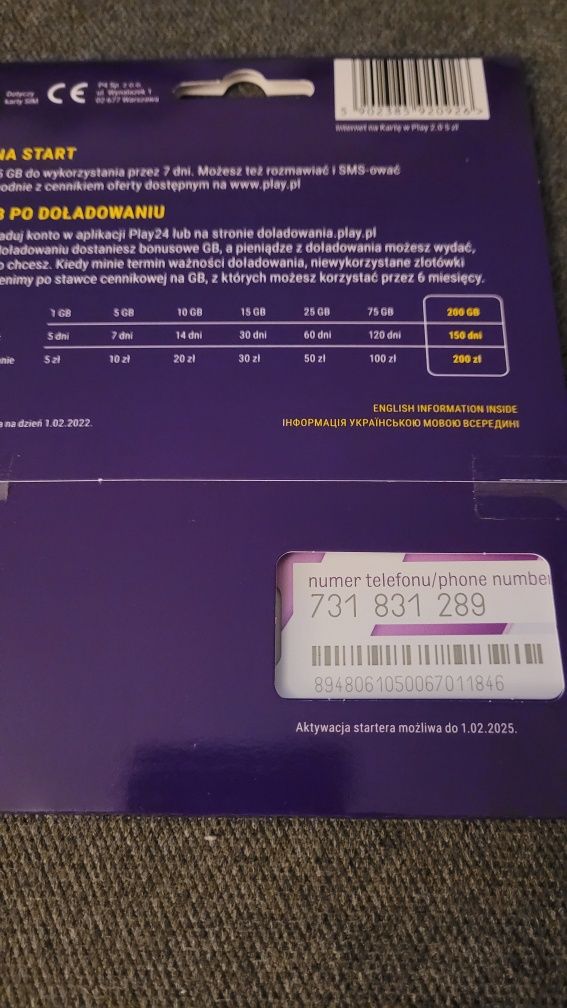 Dotyczy
karty SIM
CE
P4 Sp. z o.o.
ul. Wynalazek 1
02-677 Warszawa
5 902385 920926 >
Internet na Kartę w Play 2.0 5 zł
NA START
5 GB do wykorzystania przez 7 dni. Możesz też rozmawiać i SMS-ować
odnie z cennikiem oferty dostępnym na www.play.pl
B PO DOŁADOWANIU
aduj konto w aplikacji Play24 lub na stronie doladowania.play.pl
doładowaniu dostaniesz bonusowe GB, a pieniądze z doładowania możesz wydać,
o chcesz. Kiedy minie termin ważności doładowania, niewykorzystane złotówki
enimy po stawce cennikowej na GB, z których możesz korzystać przez 6 miesięcy.
1 GB 5 GB 10 GB 15 GB 25 GB 75 GB 200 GB
5 dni 7 dni 14 dni 30 dni 60 dni 120 dni 150 dni
nie 5 zł 10 zł 20 zł 30 zł 50 zł 100 zł 200 zł
ENGLISH INFORMATION INSIDE
a na dzień 1.02.2022.
ІНФОРМАЦІЯ УКРАЇНСЬКОЮ МОВОЮ ВСЕРЕДИНІ
numer telefonu/phone number
731 831 289
8948061050067011846
Aktywacja startera możliwa do 1.02.2025.